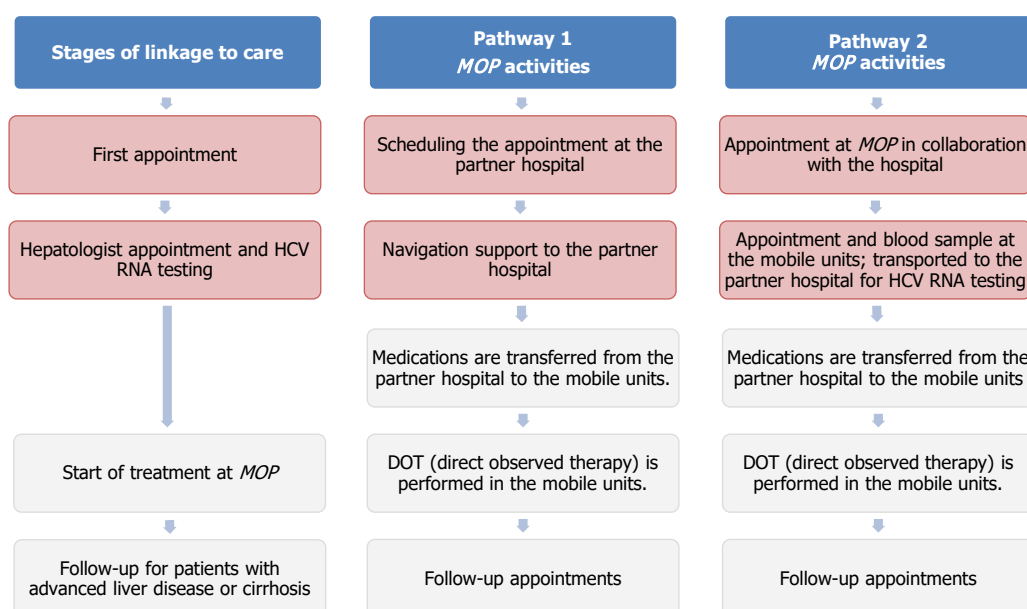 Stages of linkage to care
First appointment
Hepatologist appointment and HCV
RNA testing
Start of treatment at MOP
Follow-up for patients with
advanced liver disease or cirrhosis
Pathway 1
MOP activities
Scheduling the appointment at the
partner hospital
Navigation support to the partner
hospital
Medications are transferred from the
partner hospital to the mobile units.
DOT (direct observed therapy) is
performed in the mobile units.
Follow-up appointments
Pathway 2
MOP activities
Appointment at MOP in collaboration
with the hospital
Appointment and blood sample at
the mobile units; transported to the
partner hospital for HCV RNA testing
Medications are transferred from the
partner hospital to the mobile units
DOT (direct observed therapy) is
performed in the mobile units.
Follow-up appointments